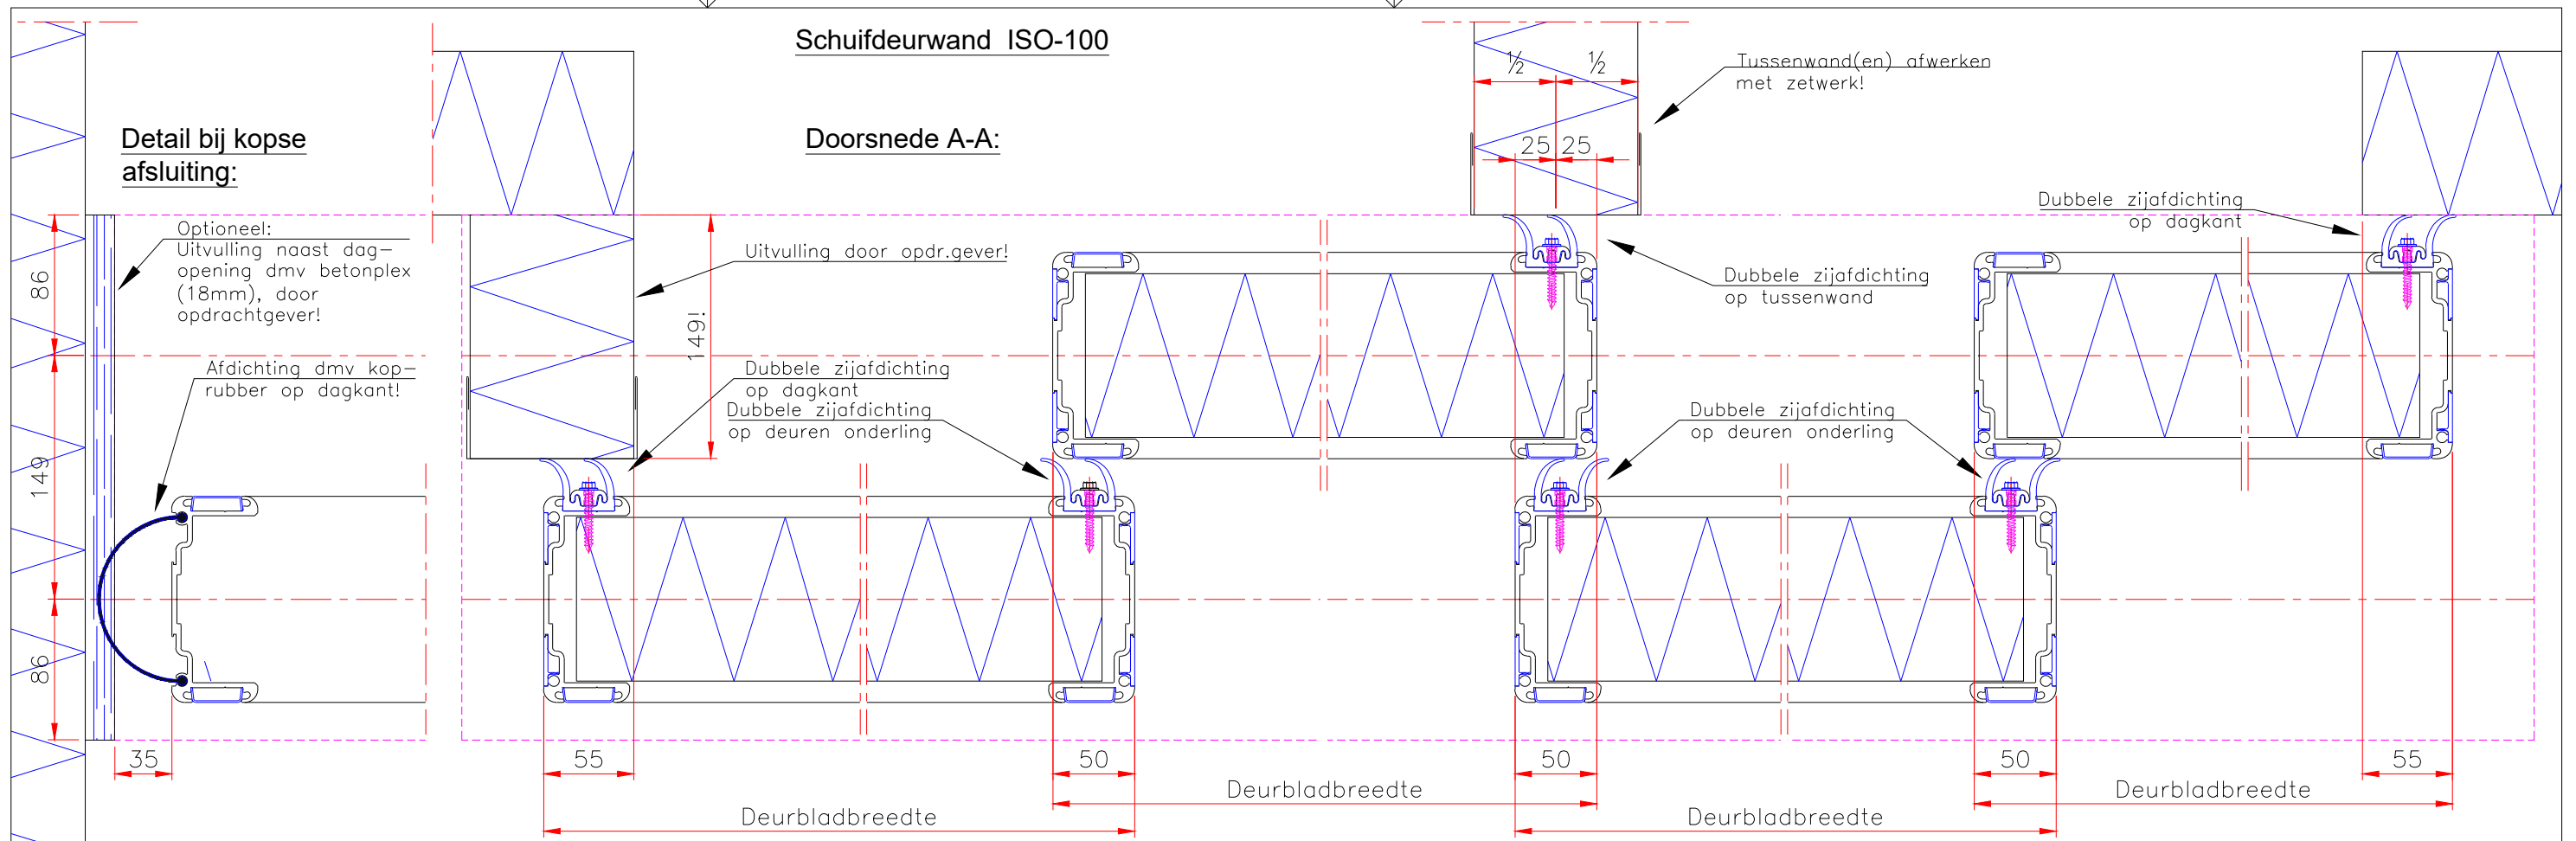 Schuifdeurwand ISO-100
Detail bij kopse
afsluiting:
Doorsnede A-A:
½
½
25
25
Tussenwand(en) afwerken
met zetwerk!
Optioneel:
Uitvulling naast dag-
opening dmv betonplex
(18mm), door
opdrachtgever!
Uitvulling door opdr.gever!
Dubbele zijafdichting
op tussenwand
Dubbele zijafdichting
op dagkant
86
149
86
149!
Afdichting dmv kop-
rubber op dagkant!
Dubbele zijafdichting
op dagkant
Dubbele zijafdichting
op deuren onderling
Dubbele zijafdichting
op deuren onderling
35
55
50
50
50
55
Deurbladbreedte
Deurbladbreedte
Deurbladbreedte
Deurbladbreedte